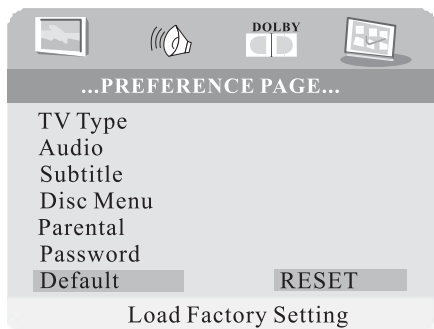 DOLBY
...PREFERENCE PAGE...
TV Type
Audio
Subtitle
Disc Menu
Parental
Password
Default RESET
Load Factory Setting